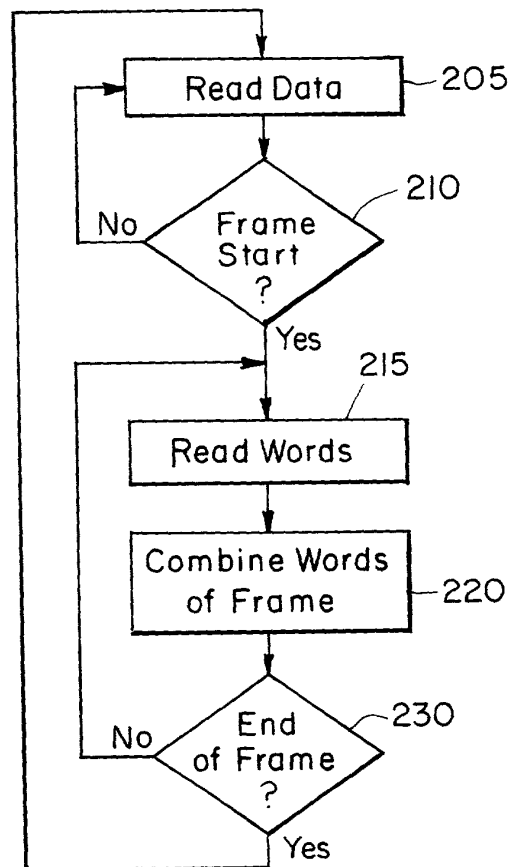 Read Data
205
210
No
Frame
Start
?
Yes
215
Read Words
Combine Words
of Frame
220
230
No
End
of Frame
?
Yes